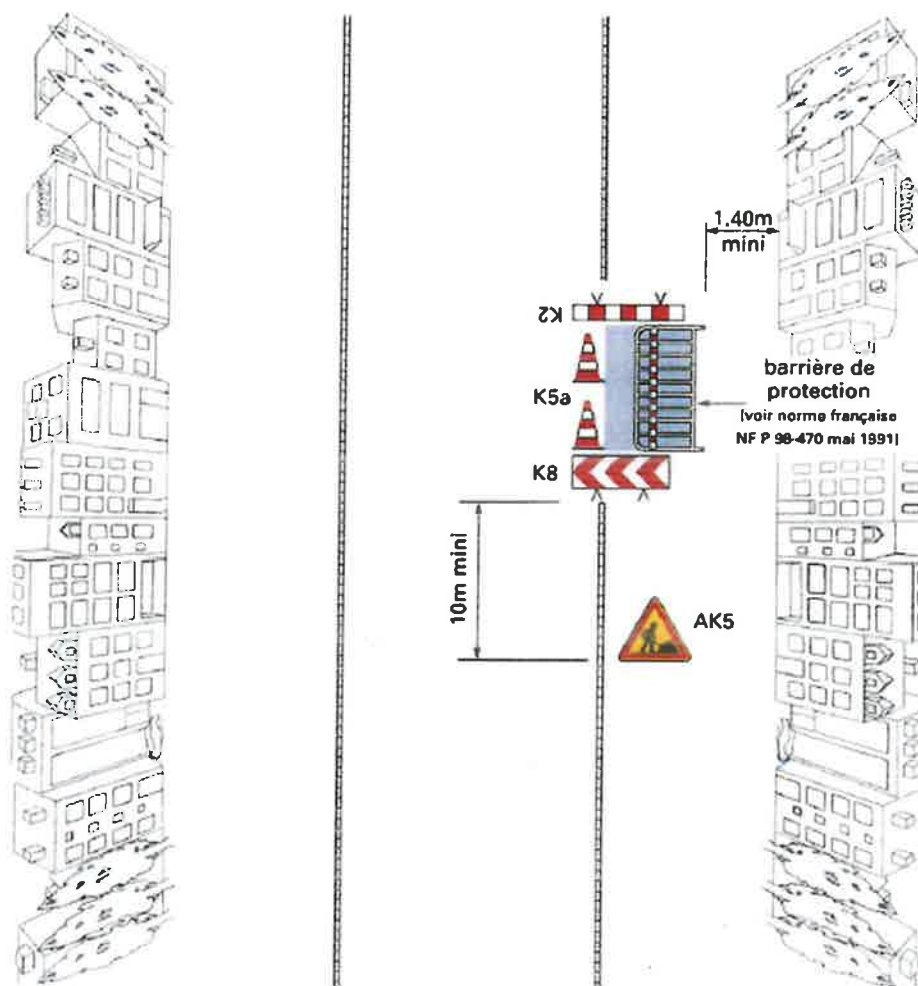 1.40m
mini
K2
barrière de
protection
(voir norme française
NF P 98-470 mai 1991)
K5a
K8
10m mini
AK5